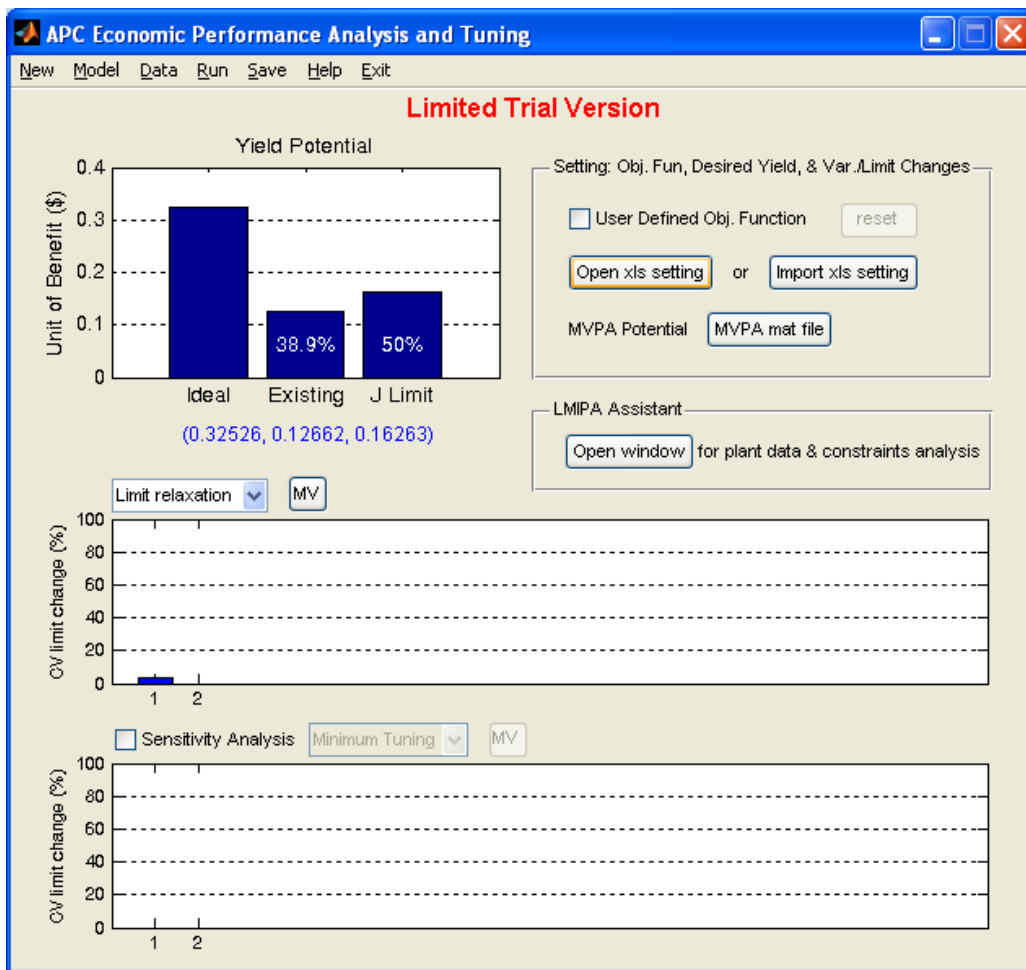 APC Economic Performance Analysis and Tuning
New Model Data Run Save Help Exit
Limited Trial Version
Yield Potential
Unit of Benefit ($)
0.4
0.3
0.2
0.1
0
38.9%
50%
Ideal Existing J Limit
(0.32526, 0.12662, 0.16263)
Setting: Obj. Fun, Desired Yield, & Var./Limit Changes
User Defined Obj. Function reset
Open xls setting or Import xls setting
MVPA Potential MVPA mat file
LMIPA Assistant
Open window for plant data & constraints analysis
Limit relaxation MV
CV limit change (%)
100
80
60
40
20
0
1 2
Sensitivity Analysis Minimum Tuning MV
CV limit change (%)
100
80
60
40
20
0
1 2